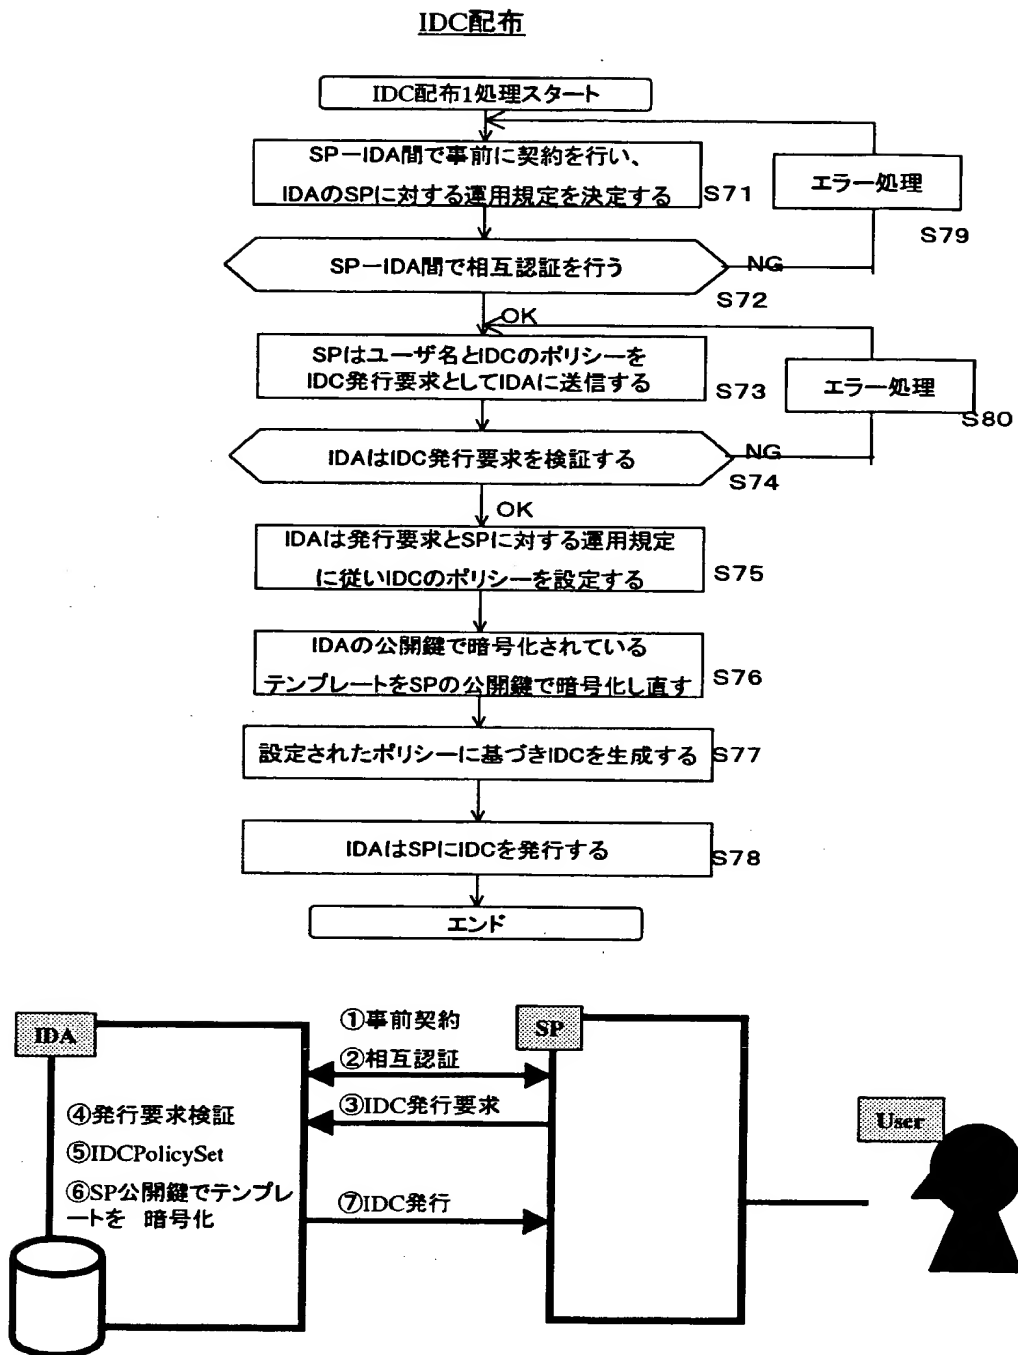 IDC配布
IDC配布1処理スタート
SP－IDA間で事前に契約を行い、
IDAのSPに対する運用規定を決定する
S71
エラー処理
S79
SP－IDA間で相互認証を行う
NG
S72
OK
SPはユーザ名とIDCのポリシーを
IDC発行要求としてIDAに送信する
S73
エラー処理
S80
IDAはIDC発行要求を検証する
NG
S74
OK
IDAは発行要求とSPに対する運用規定
に従いIDCのポリシーを設定する
S75
IDAの公開鍵で暗号化されている
テンプレートをSPの公開鍵で暗号化し直す
S76
設定されたポリシーに基づきIDCを生成する
S77
IDAはSPにIDCを発行する
S78
エンド
IDA
①事前契約
SP
②相互認証
③IDC発行要求
④発行要求検証
⑤IDCPolicySet
⑥SP公開鍵でテンプレ
ートを 暗号化
⑦IDC発行
User